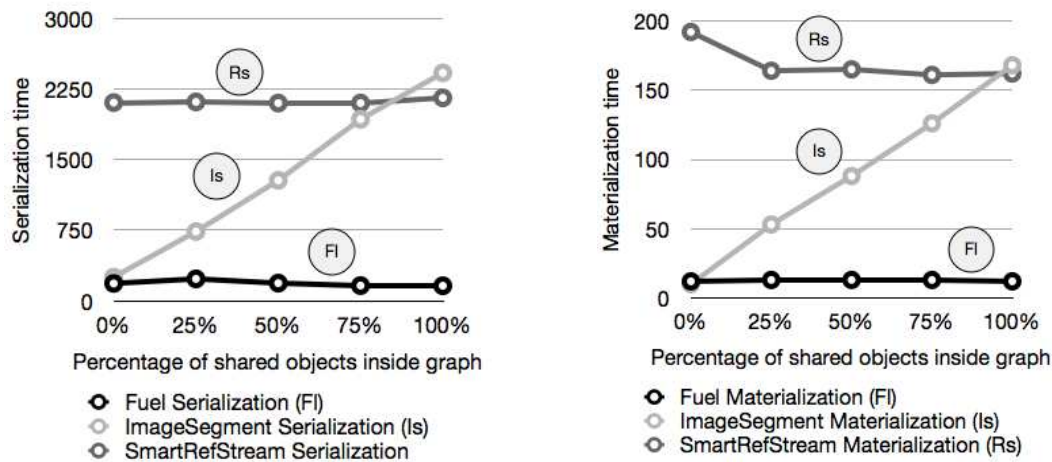 3000
2250
1500
750
0
Serialization time
Rs
Is
Fl
0% 25% 50% 75% 100%
Percentage of shared objects inside graph
Fuel Serialization (Fl)
ImageSegment Serialization (Is)
SmartRefStream Serialization
200
150
100
50
0
Materialization time
Rs
Is
Fl
0% 25% 50% 75% 100%
Percentage of shared objects inside graph
Fuel Materialization (Fl)
ImageSegment Materialization (Is)
SmartRefStream Materialization (Rs)